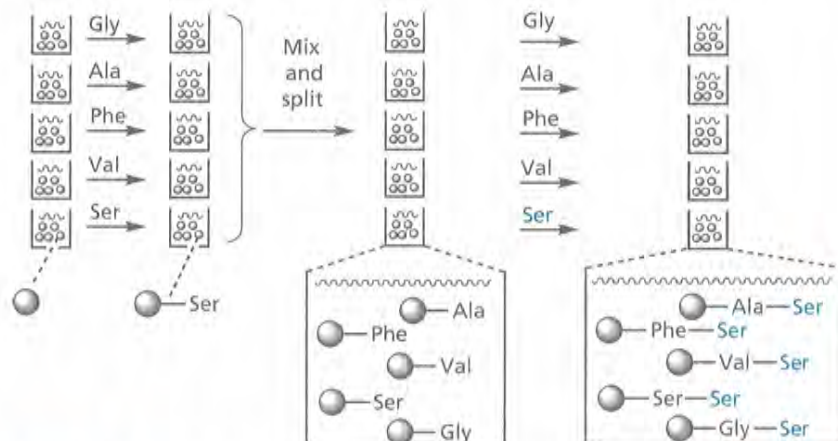 Gly
Ala
Phe
Val
Ser
Mix
and
split
Gly
Ala
Phe
Val
Ser
Ser
Ala
Phe
Val
Ser
Gly
Ala—Ser
Phe—Ser
Val—Ser
Ser—Ser
Gly—Ser